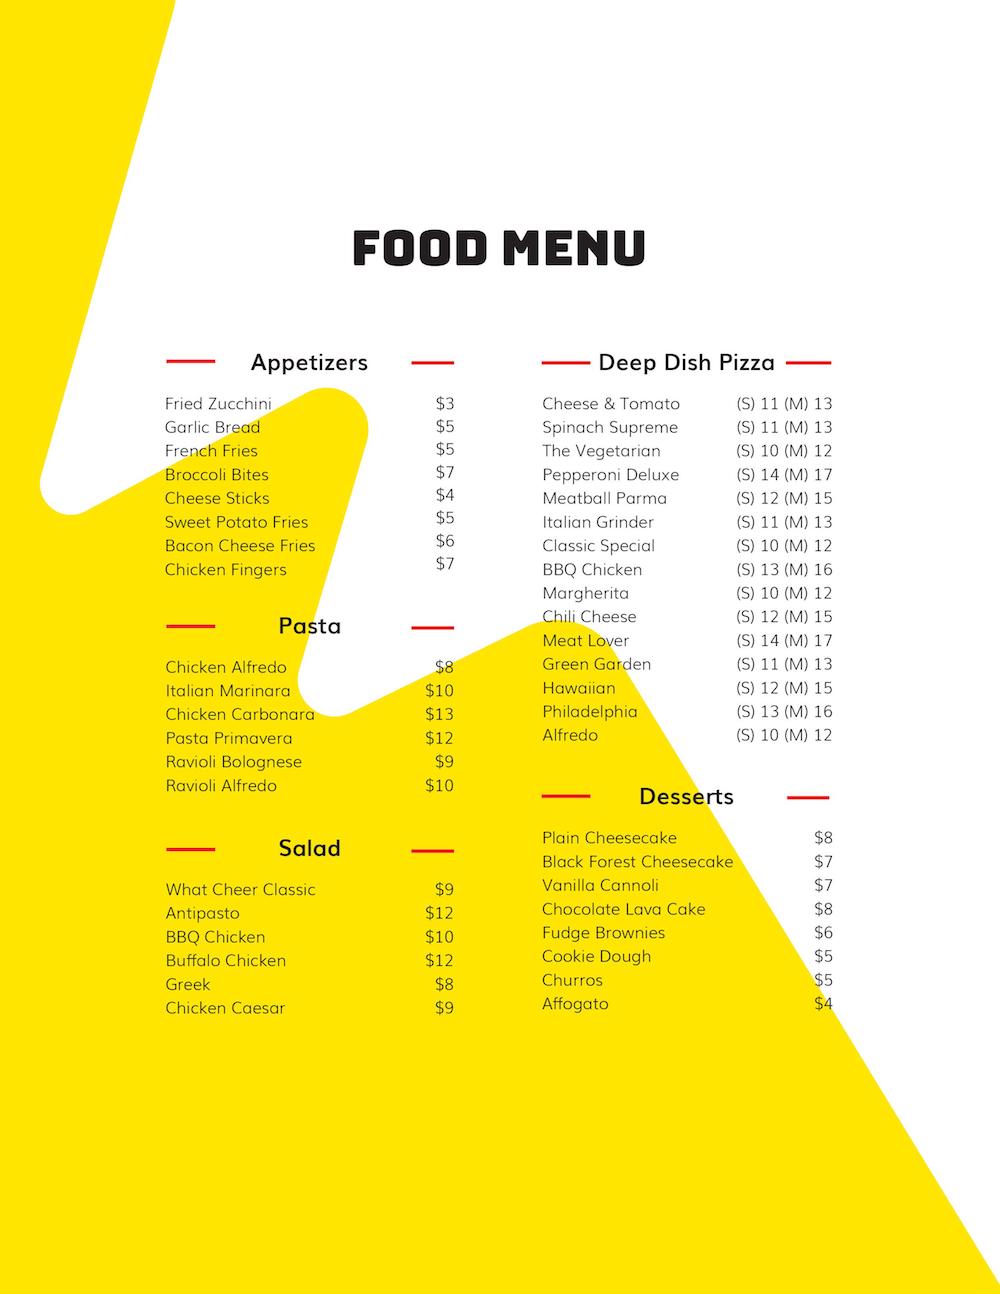 FOOD MENU
Appetizers
Fried Zucchini $3
Garlic Bread $5
French Fries $5
Broccoli Bites $7
Cheese Sticks $4
Sweet Potato Fries $5
Bacon Cheese Fries $6
Chicken Fingers $7
Pasta
Chicken Alfredo $8
Italian Marinara $10
Chicken Carbonara $13
Pasta Primavera $12
Ravioli Bolognese $9
Ravioli Alfredo $10
Salad
What Cheer Classic $9
Antipasto $12
BBQ Chicken $10
Buffalo Chicken $12
Greek $8
Chicken Caesar $9
Deep Dish Pizza
Cheese & Tomato (S) 11 (M) 13
Spinach Supreme (S) 11 (M) 13
The Vegetarian (S) 10 (M) 12
Pepperoni Deluxe (S) 14 (M) 17
Meatball Parma (S) 12 (M) 15
Italian Grinder (S) 11 (M) 13
Classic Special (S) 10 (M) 12
BBQ Chicken (S) 13 (M) 16
Margherita (S) 10 (M) 12
Chili Cheese (S) 12 (M) 15
Meat Lover (S) 14 (M) 17
Green Garden (S) 11 (M) 13
Hawaiian (S) 12 (M) 15
Philadelphia (S) 13 (M) 16
Alfredo (S) 10 (M) 12
Desserts
Plain Cheesecake $8
Black Forest Cheesecake $7
Vanilla Cannoli $7
Chocolate Lava Cake $8
Fudge Brownies $6
Cookie Dough $5
Churros $5
Affogato $4